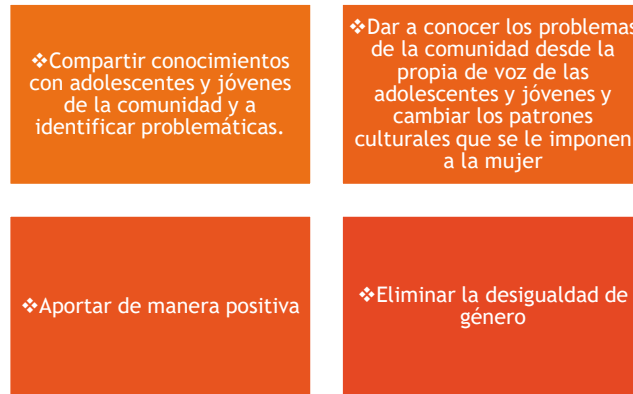 ❖Compartir conocimientos
con adolescentes y jóvenes
de la comunidad y a
identificar problemáticas.
❖Dar a conocer los problemas
de la comunidad desde la
propia de voz de las
adolescentes y jóvenes y
cambiar los patrones
culturales que se le imponen
a la mujer
❖Aportar de manera positiva
❖Eliminar la desigualdad de
género